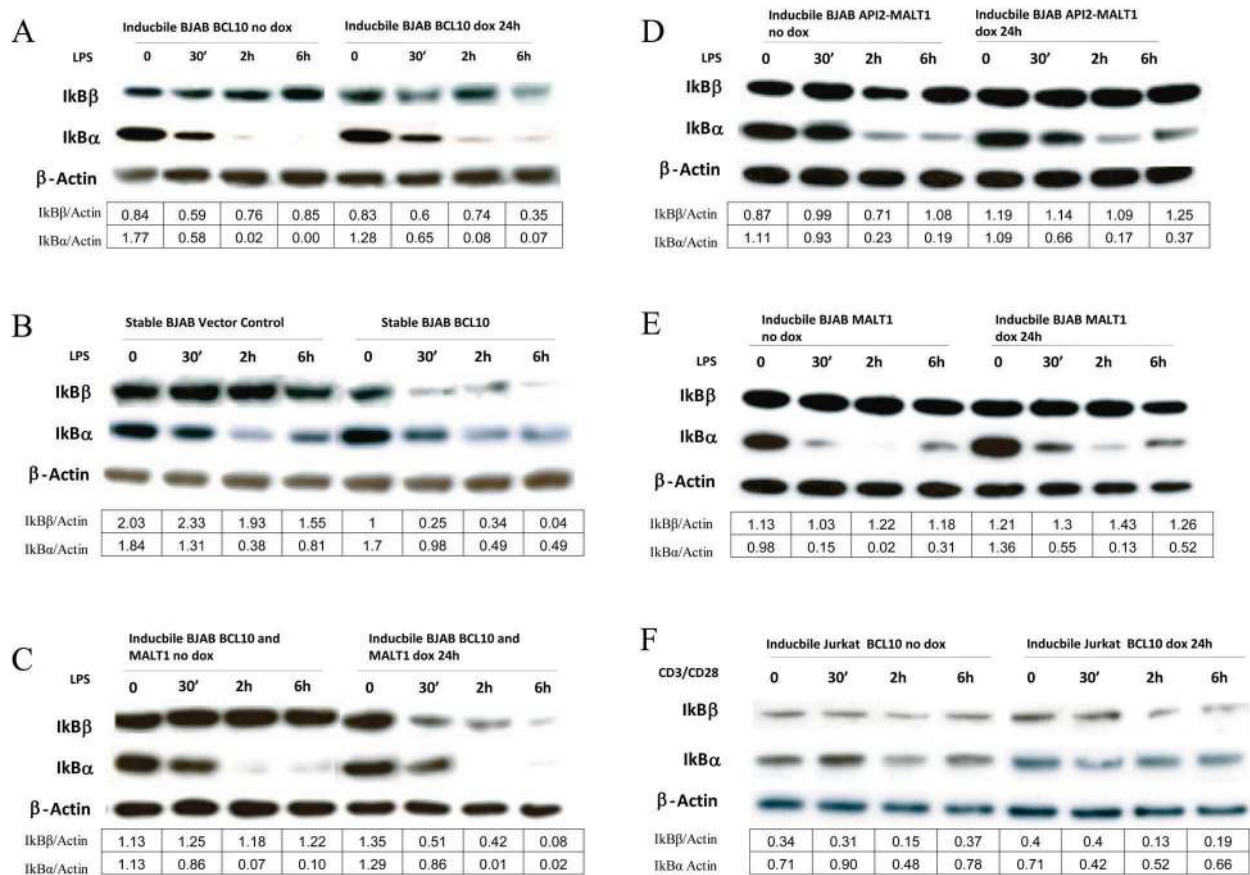 A
Inducbile BJAB BCL10 no dox Inducbile BJAB BCL10 dox 24h
LPS 0 30’ 2h 6h 0 30’ 2h 6h
IkBβ
IkBα
β-Actin
IkBβ/Actin 0.84 0.59 0.76 0.85 0.83 0.6 0.74 0.35
IkBα/Actin 1.77 0.58 0.02 0.00 1.28 0.65 0.08 0.07
B
Stable BJAB Vector Control Stable BJAB BCL10
LPS 0 30’ 2h 6h 0 30’ 2h 6h
IkBβ
IkBα
β-Actin
IkBβ/Actin 2.03 2.33 1.93 1.55 1 0.25 0.34 0.04
IkBα/Actin 1.84 1.31 0.38 0.81 1.7 0.98 0.49 0.49
C
Inducbile BJAB BCL10 and MALT1 no dox
Inducbile BJAB BCL10 and MALT1 dox 24h
LPS 0 30’ 2h 6h 0 30’ 2h 6h
IkBβ
IkBα
β-Actin
IkBβ/Actin 1.13 1.25 1.18 1.22 1.35 0.51 0.42 0.08
IkBα/Actin 1.13 0.86 0.07 0.10 1.29 0.86 0.01 0.02
D
Inducbile BJAB API2-MALT1 no dox
Inducbile BJAB API2-MALT1 dox 24h
LPS 0 30’ 2h 6h 0 30’ 2h 6h
IkBβ
IkBα
β-Actin
IkBβ/Actin 0.87 0.99 0.71 1.08 1.19 1.14 1.09 1.25
IkBα/Actin 1.11 0.93 0.23 0.19 1.09 0.66 0.17 0.37
E
Inducbile BJAB MALT1 no dox
Inducbile BJAB MALT1 dox 24h
LPS 0 30’ 2h 6h 0 30’ 2h 6h
IkBβ
IkBα
β-Actin
IkBβ/Actin 1.13 1.03 1.22 1.18 1.21 1.3 1.43 1.26
IkBα/Actin 0.98 0.15 0.02 0.31 1.36 0.55 0.13 0.52
F
Inducbile Jurkat BCL10 no dox Inducbile Jurkat BCL10 dox 24h
CD3/CD28 0 30’ 2h 6h 0 30’ 2h 6h
IkBβ
IkBα
β-Actin
IkBβ/Actin 0.34 0.31 0.15 0.37 0.4 0.4 0.13 0.19
IkBα Actin 0.71 0.90 0.48 0.78 0.71 0.42 0.52 0.66